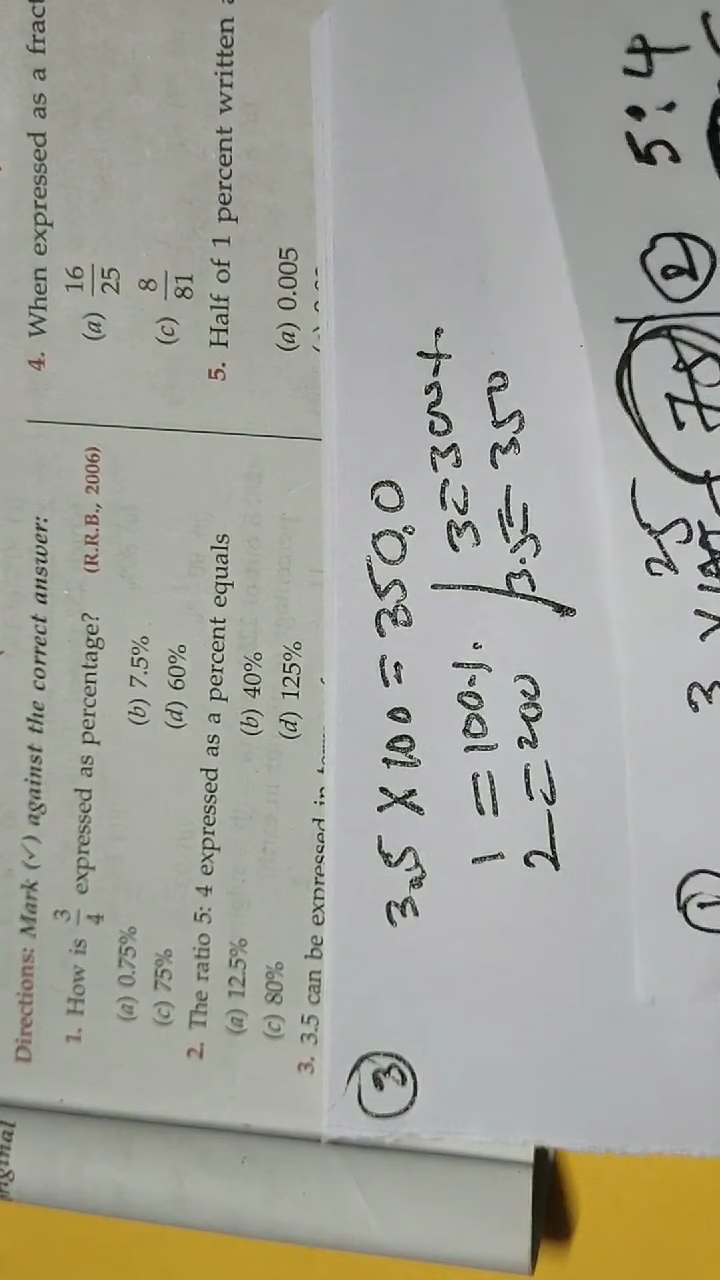 Directions: Mark (✓) against the correct answer:
1. How is 3/4 expressed as percentage? (R.R.B., 2006)
(a) 0.75% (b) 7.5%
(c) 75% (d) 60%
2. The ratio 5: 4 expressed as a percent equals
(a) 12.5% (b) 40%
(c) 80% (d) 125%
3. 3.5 can be expressed in
4. When expressed as a
(a) 16/25
(c) 8/81
5. Half of 1 percent written
(a) 0.005
③ 3.5 × 100 = 350.0
1 = 100% 3 = 300%
2 = 200 3.5 = 350
① 3
25
② 5:4